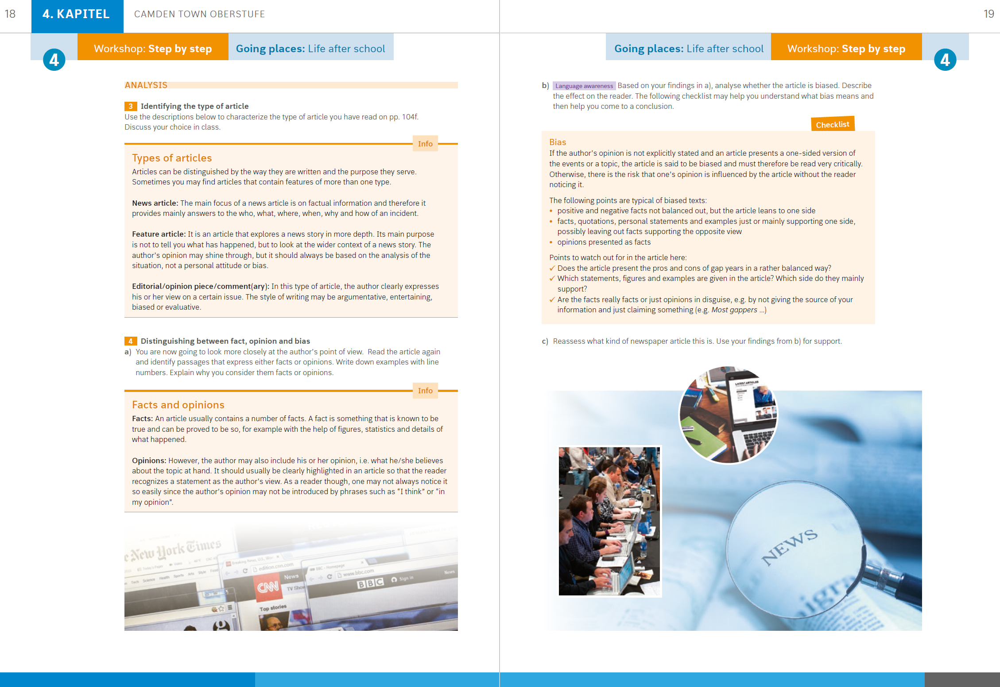 18
4. KAPITEL
CAMDEN TOWN OBERSTUFE
4
Workshop: Step by step
Going places: Life after school
ANALYSIS
3 Identifying the type of article
Use the descriptions below to characterize the type of article you have read on pp. 104f.
Discuss your choice in class.
Info
Types of articles
Articles can be distinguished by the way they are written and the purpose they serve.
Sometimes you may find articles that contain features of more than one type.
News article: The main focus of a news article is on factual information and therefore it
provides mainly answers to the who, what, where, when, why and how of an incident.
Feature article: It is an article that explores a news story in more depth. Its main purpose
is not to tell you what has happened, but to look at the wider context of a news story. The
author's opinion may shine through, but it should always be based on the analysis of the
situation, not a personal attitude or bias.
Editorial/opinion piece/comment(ary): In this type of article, the author clearly expresses
his or her view on a certain issue. The style of writing may be argumentative, entertaining,
biased or evaluative.
4 Distinguishing between fact, opinion and bias
a) You are now going to look more closely at the author's point of view. Read the article again
and identify passages that express either facts or opinions. Write down examples with line
numbers. Explain why you consider them facts or opinions.
Info
Facts and opinions
Facts: An article usually contains a number of facts. A fact is something that is known to be
true and can be proved to be so, for example with the help of figures, statistics and details of
what happened.
Opinions: However, the author may also include his or her opinion, i.e. what he/she believes
about the topic at hand. It should usually be clearly highlighted in an article so that the reader
recognizes a statement as the author's view. As a reader though, one may not always notice it
so easily since the author's opinion may not be introduced by phrases such as “I think” or “in
my opinion”.
e New York Times
Today's Paper Video
Tech Science Health Sports Arts Style Food
Breaking News, U.S., Wor
edition.cnn.com
CNN
News
TV Show
Top stories
BBC - Homepage
www.bbc.com
BBC
Sign in
News
g
19
Going places: Life after school
Workshop: Step by step
4
b) Language awareness Based on your findings in a), analyse whether the article is biased. Describe
the effect on the reader. The following checklist may help you understand what bias means and
then help you come to a conclusion.
Checklist
Bias
If the author's opinion is not explicitly stated and an article presents a one-sided version of
the events or a topic, the article is said to be biased and must therefore be read very critically.
Otherwise, there is the risk that one's opinion is influenced by the article without the reader
noticing it.
The following points are typical of biased texts:
• positive and negative facts not balanced out, but the article leans to one side
• facts, quotations, personal statements and examples just or mainly supporting one side,
possibly leaving out facts supporting the opposite view
• opinions presented as facts
Points to watch out for in the article here:
✓ Does the article present the pros and cons of gap years in a rather balanced way?
✓ Which statements, figures and examples are given in the article? Which side do they mainly
support?
✓ Are the facts really facts or just opinions in disguise, e.g. by not giving the source of your
information and just claiming something (e.g. Most gappers ...)
c) Reassess what kind of newspaper article this is. Use your findings from b) for support.
LATEST ARTICLES
NEWS
nigra